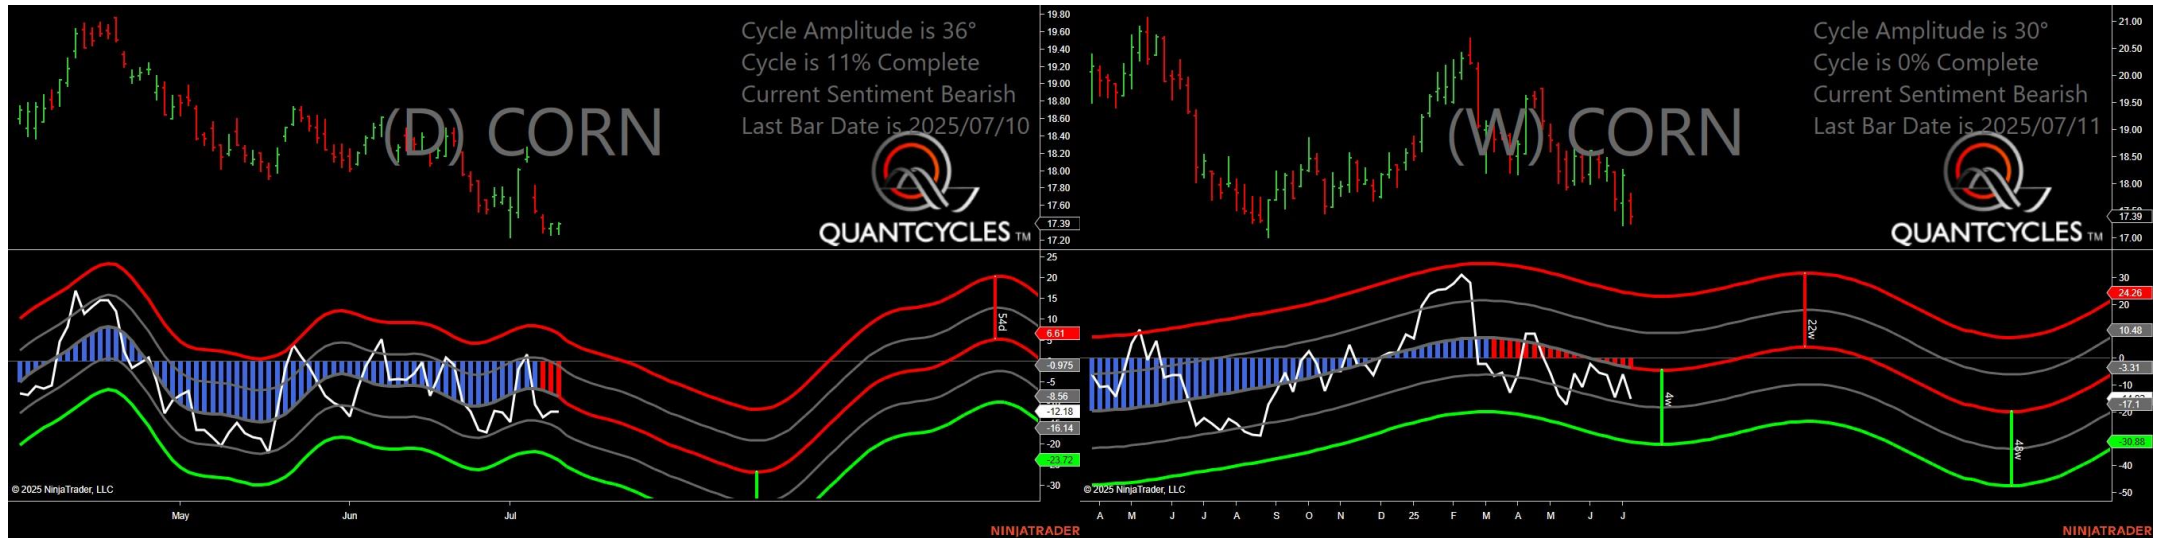 Cycle Amplitude is 36°
Cycle is 11% Complete
Current Sentiment Bearish
Last Bar Date is 2025/07/10
(D) CORN
QUANTCYCLES TM
19.80
19.60
19.40
19.20
19.00
18.80
18.60
18.40
18.20
18.00
17.80
17.60
17.39
17.20
25
20
15
10
6.61
5
-0.975
-5
-8.56
-12.18
-16.14
-20
-23.72
-30
54d
© 2025 NinjaTrader, LLC
May
Jun
Jul
NINJATRADER
Cycle Amplitude is 30°
Cycle is 0% Complete
Current Sentiment Bearish
Last Bar Date is 2025/07/11
(W) CORN
QUANTCYCLES TM
21.00
20.50
20.00
19.50
19.00
18.50
18.00
17.39
17.00
30
24.26
20
10.48
0
-3.31
-10
-17.1
-20
-30.88
-40
-50
22w
4w
48w
© 2025 NinjaTrader, LLC
A M J J A S O N D 25 F M A M J J
NINJATRADER